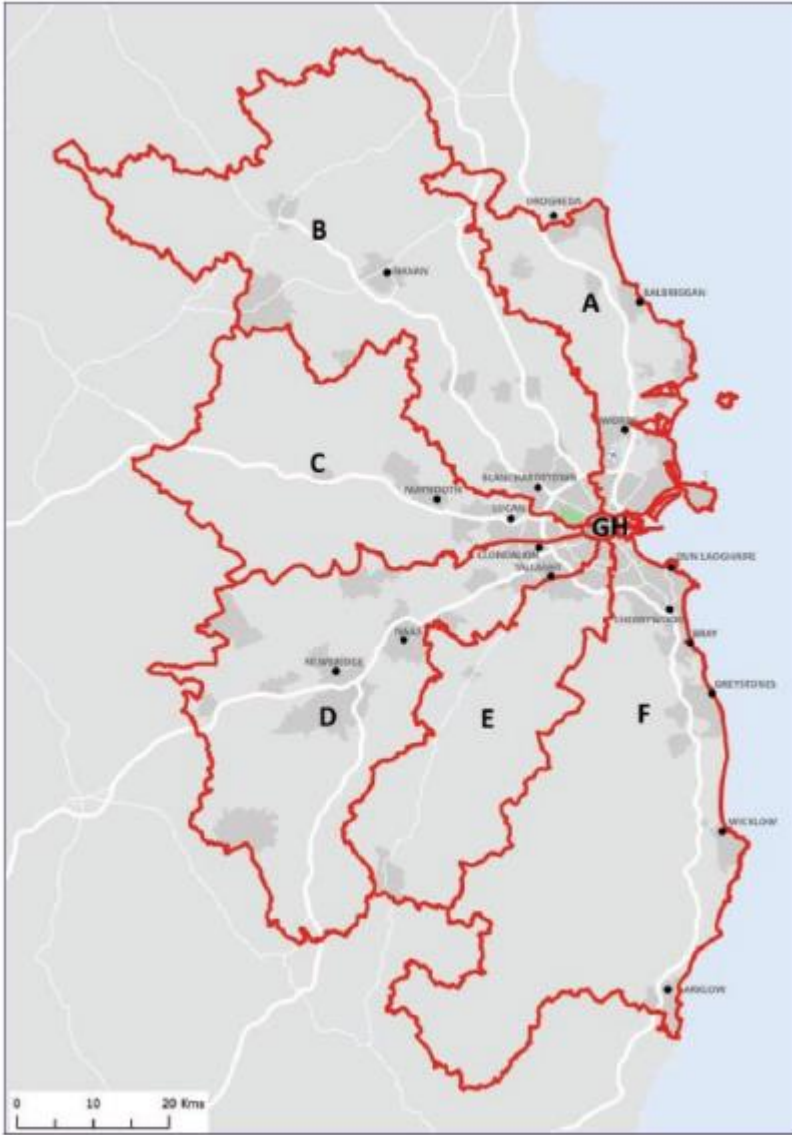 DROGHEDA
B
NAVAN
A
BALBRIGGAN
SWORDS
C
BLANCHARDSTOWN
MAYNOOTH
LUCAN
GH
CLONDALKIN
DUN LAOGHAIRE
TALLAGHT
CHERRYWOOD
NAAS
BRAY
NEWBRIDGE
GREYSTONES
D
E
F
WICKLOW
ARKLOW
0 10 20 Kms